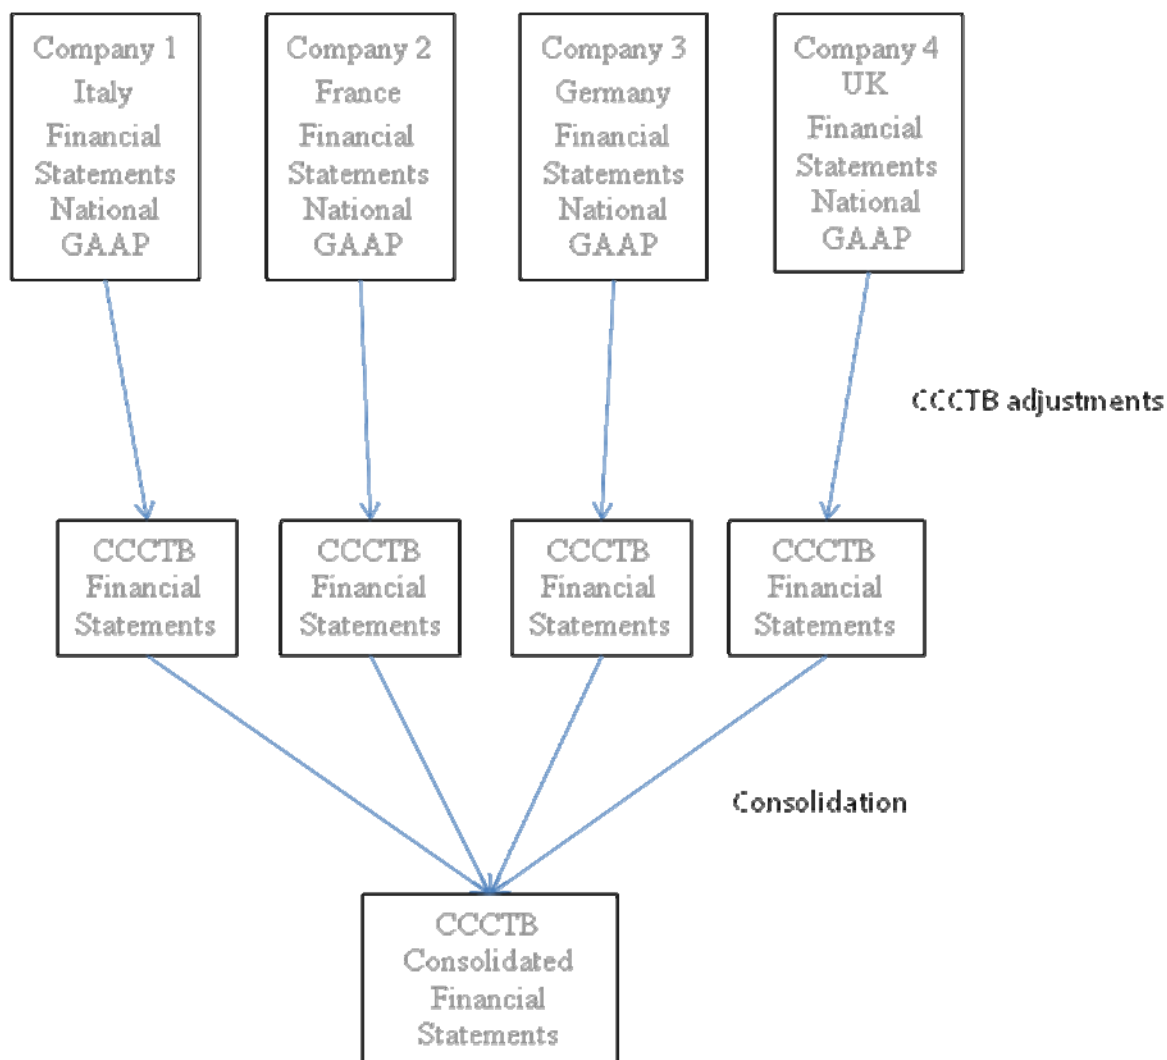 Company 1
Italy
Financial
Statements
National
GAAP
Company 2
France
Financial
Statements
National
GAAP
Company 3
Germany
Financial
Statements
National
GAAP
Company 4
UK
Financial
Statements
National
GAAP
CCCTB adjustments
CCCTB
Financial
Statements
CCCTB
Financial
Statements
CCCTB
Financial
Statements
CCCTB
Financial
Statements
Consolidation
CCCTB
Consolidated
Financial
Statements